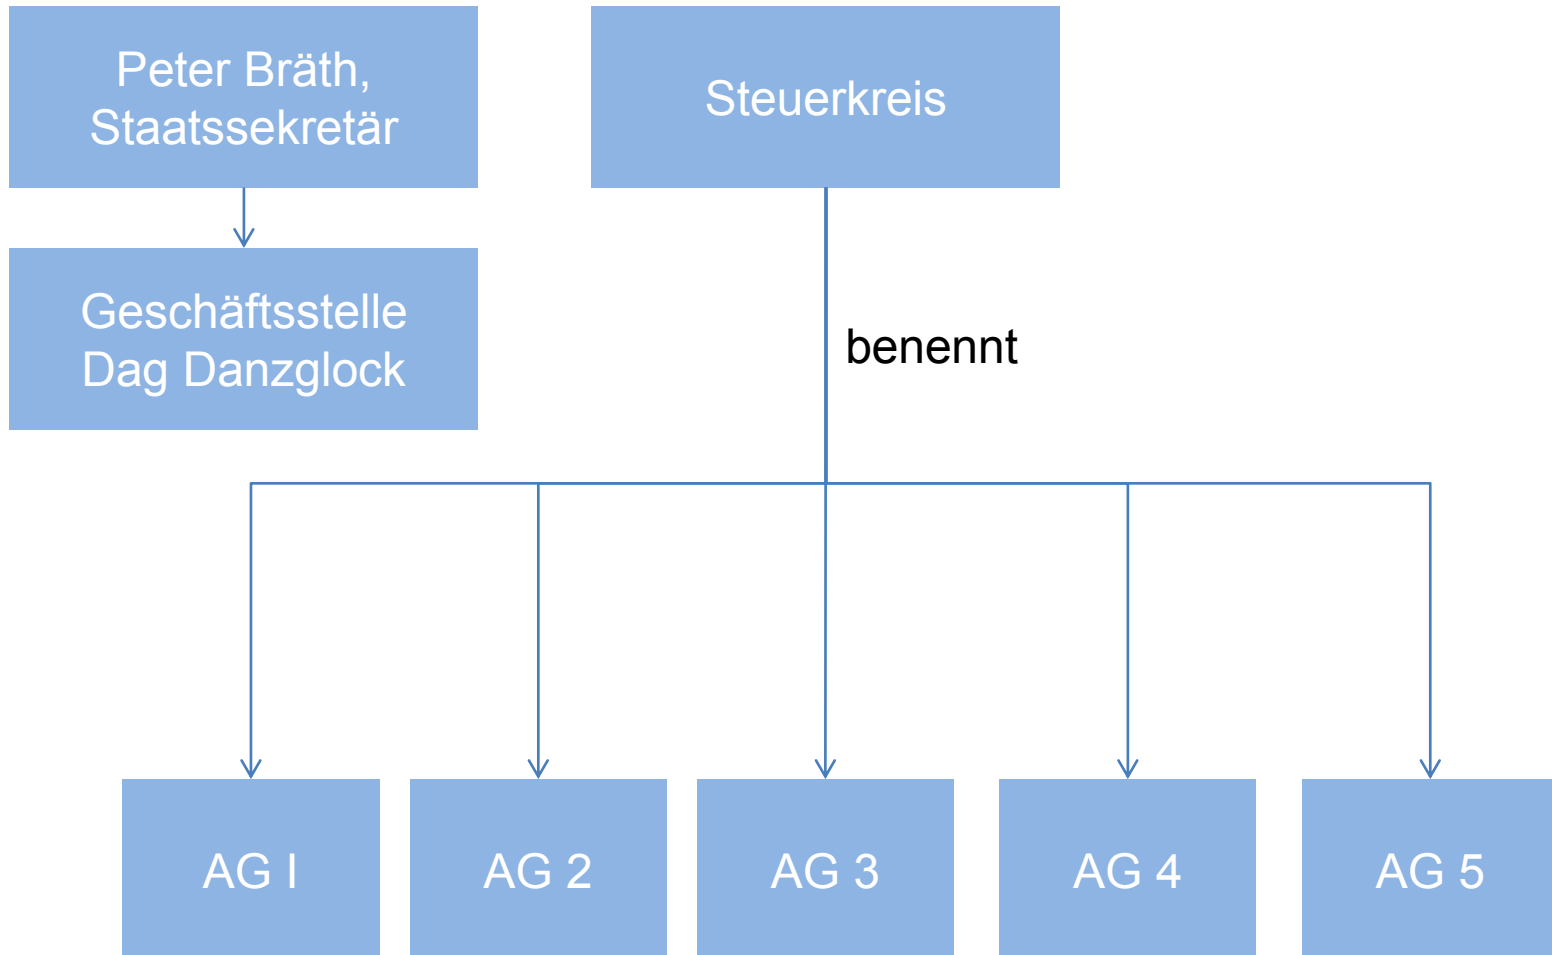 Peter Bräth,
Staatssekretär
Steuerkreis
Geschäftsstelle
Dag Danzglock
benennt
AG I
AG 2
AG 3
AG 4
AG 5